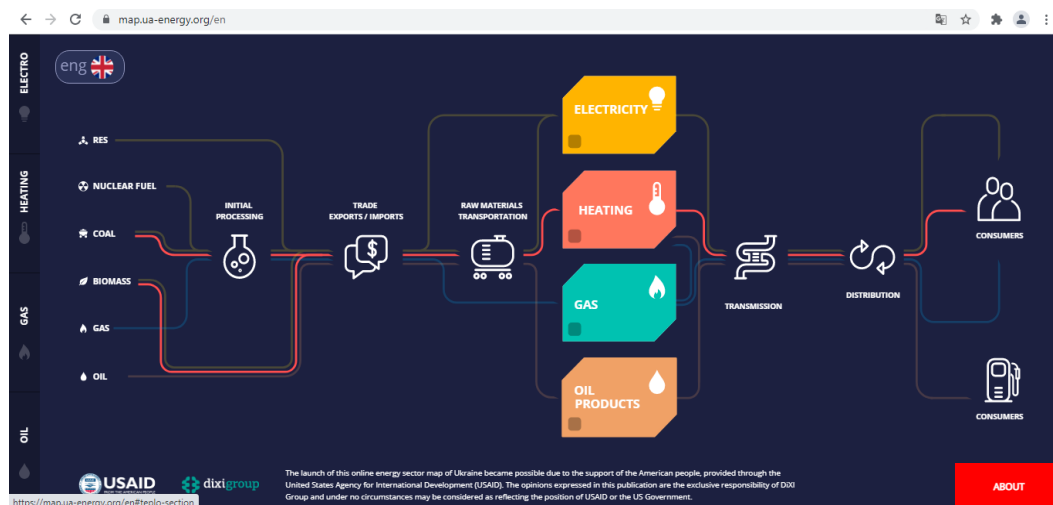 map.ua-energy.org/en
ELECTRO
HEATING
GAS
OIL
eng
RES
NUCLEAR FUEL
COAL
BIOMASS
GAS
OIL
INITIAL
PROCESSING
TRADE
EXPORTS / IMPORTS
RAW MATERIALS
TRANSPORTATION
ELECTRICITY
HEATING
GAS
OIL
PRODUCTS
TRANSMISSION
DISTRIBUTION
CONSUMERS
CONSUMERS
USAID
FROM THE AMERICAN PEOPLE
dixigroup
The launch of this online energy sector map of Ukraine became possible due to the support of the American people, provided through the
United States Agency for International Development (USAID). The opinions expressed in this publication are the exclusive responsibility of DiXI
Group and under no circumstances may be considered as reflecting the position of USAID or the US Government.
ABOUT
https://map.ua-energy.org/en#teplo-section